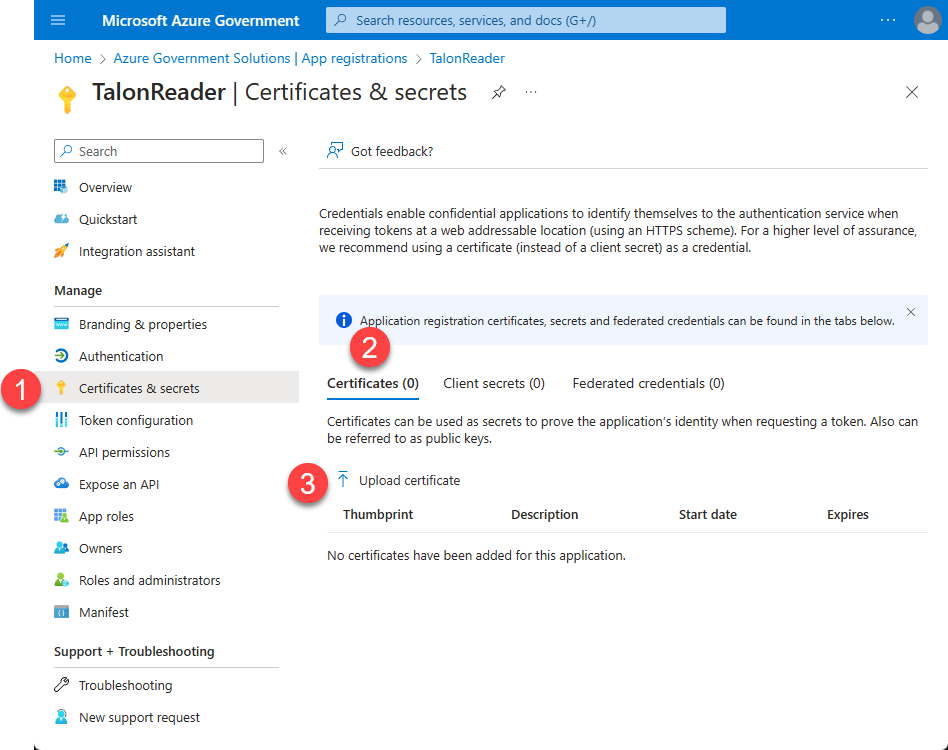 Microsoft Azure Government
Search resources, services, and docs (G+/)
Home > Azure Government Solutions | App registrations > TalonReader
TalonReader | Certificates & secrets
Search
Overview
Quickstart
Integration assistant
Manage
Branding & properties
Authentication
1
Certificates & secrets
Token configuration
API permissions
Expose an API
App roles
Owners
Roles and administrators
Manifest
Support + Troubleshooting
Troubleshooting
New support request
Got feedback?
Credentials enable confidential applications to identify themselves to the authentication service when
receiving tokens at a web addressable location (using an HTTPS scheme). For a higher level of assurance,
we recommend using a certificate (instead of a client secret) as a credential.
Application registration certificates, secrets and federated credentials can be found in the tabs below.
2
Certificates (0) Client secrets (0) Federated credentials (0)
Certificates can be used as secrets to prove the application's identity when requesting a token. Also can
be referred to as public keys.
3
Upload certificate
Thumbprint Description Start date Expires
No certificates have been added for this application.